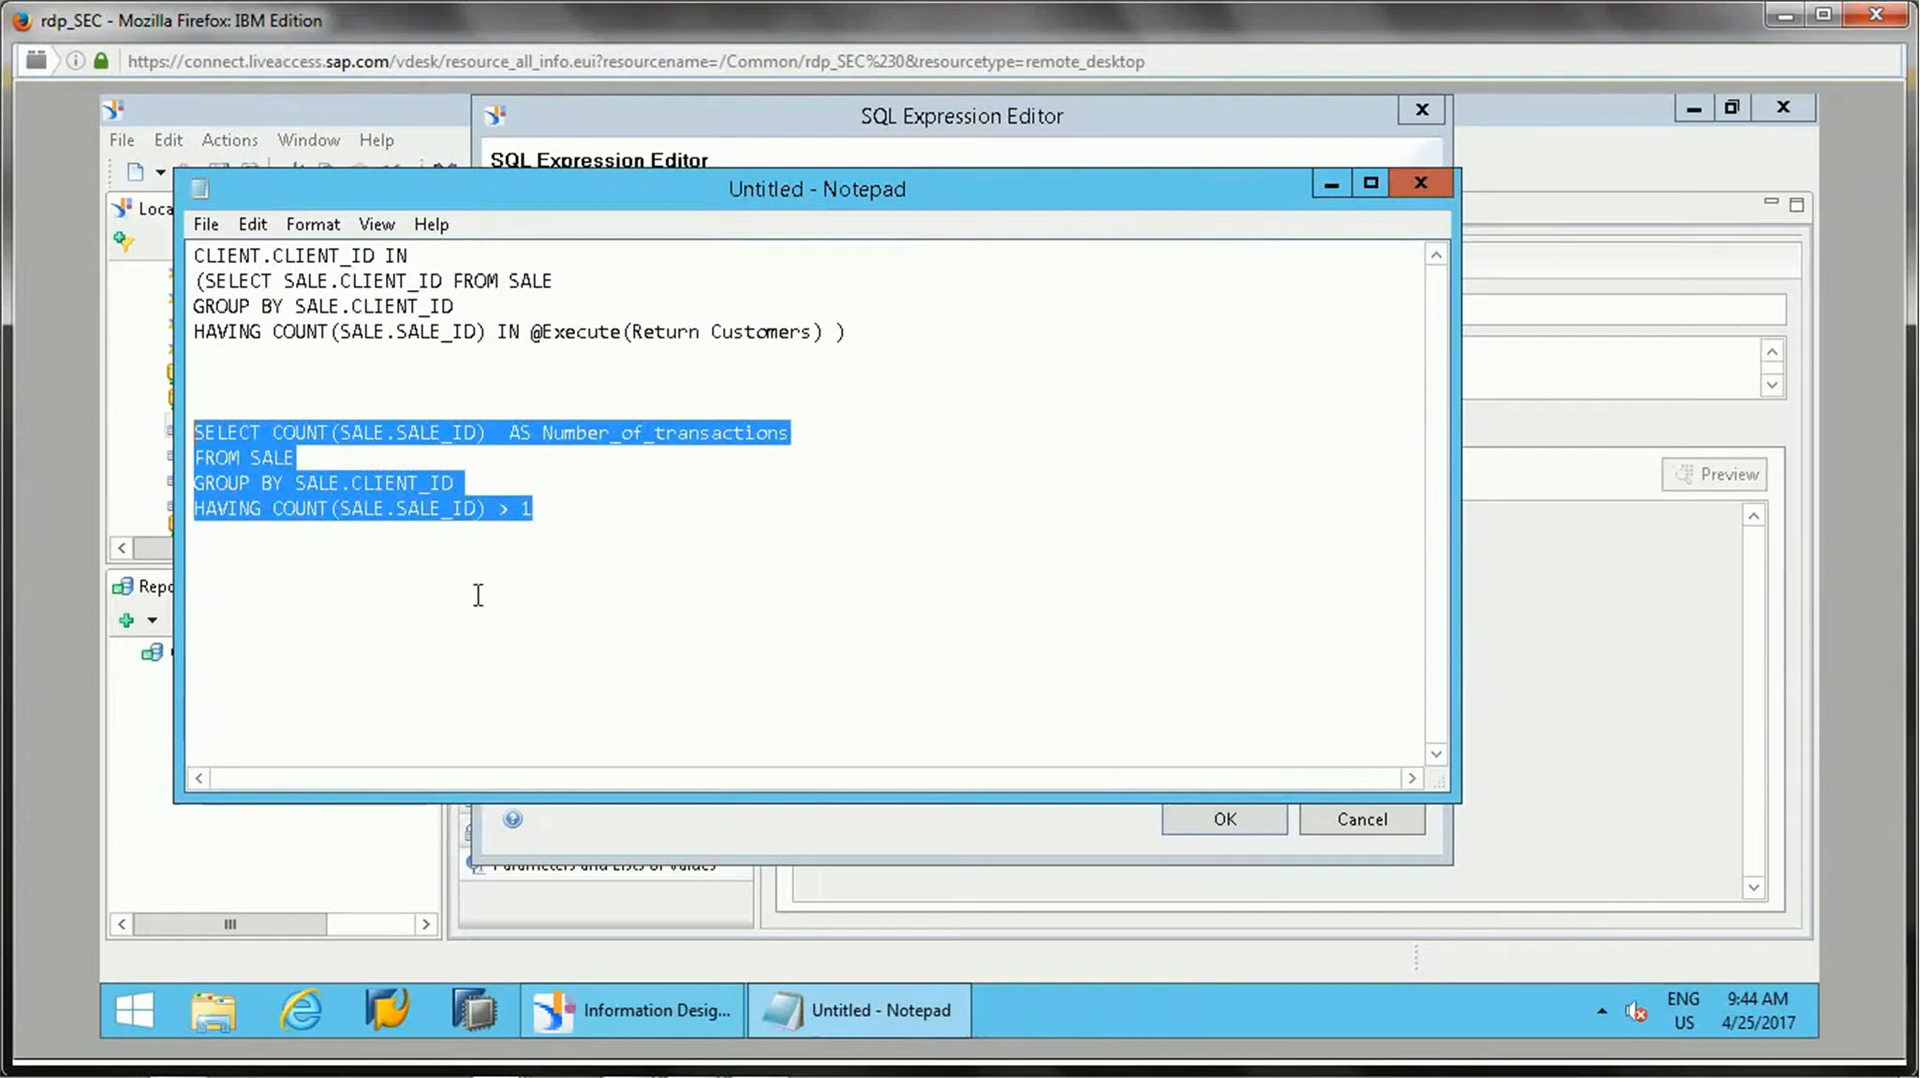 rdp_SEC - Mozilla Firefox: IBM Edition
https://connect.liveaccess.sap.com/vdesk/resource_all_info.eui?resourcename=/Common/rdp_SEC%230&resourcetype=remote_desktop
SQL Expression Editor
File Edit Actions Window Help
SQL Expression Editor
Untitled - Notepad
Loca
File Edit Format View Help
CLIENT.CLIENT_ID IN
(SELECT SALE.CLIENT_ID FROM SALE
GROUP BY SALE.CLIENT_ID
HAVING COUNT(SALE.SALE_ID) IN @Execute(Return Customers) )
SELECT COUNT(SALE.SALE_ID) AS Number_of_transactions
FROM SALE
GROUP BY SALE.CLIENT_ID
HAVING COUNT(SALE.SALE_ID) > 1
Preview
Repo
OK Cancel
Parameters and Lists of Values
Information Desig...
Untitled - Notepad
ENG
US
9:44 AM
4/25/2017